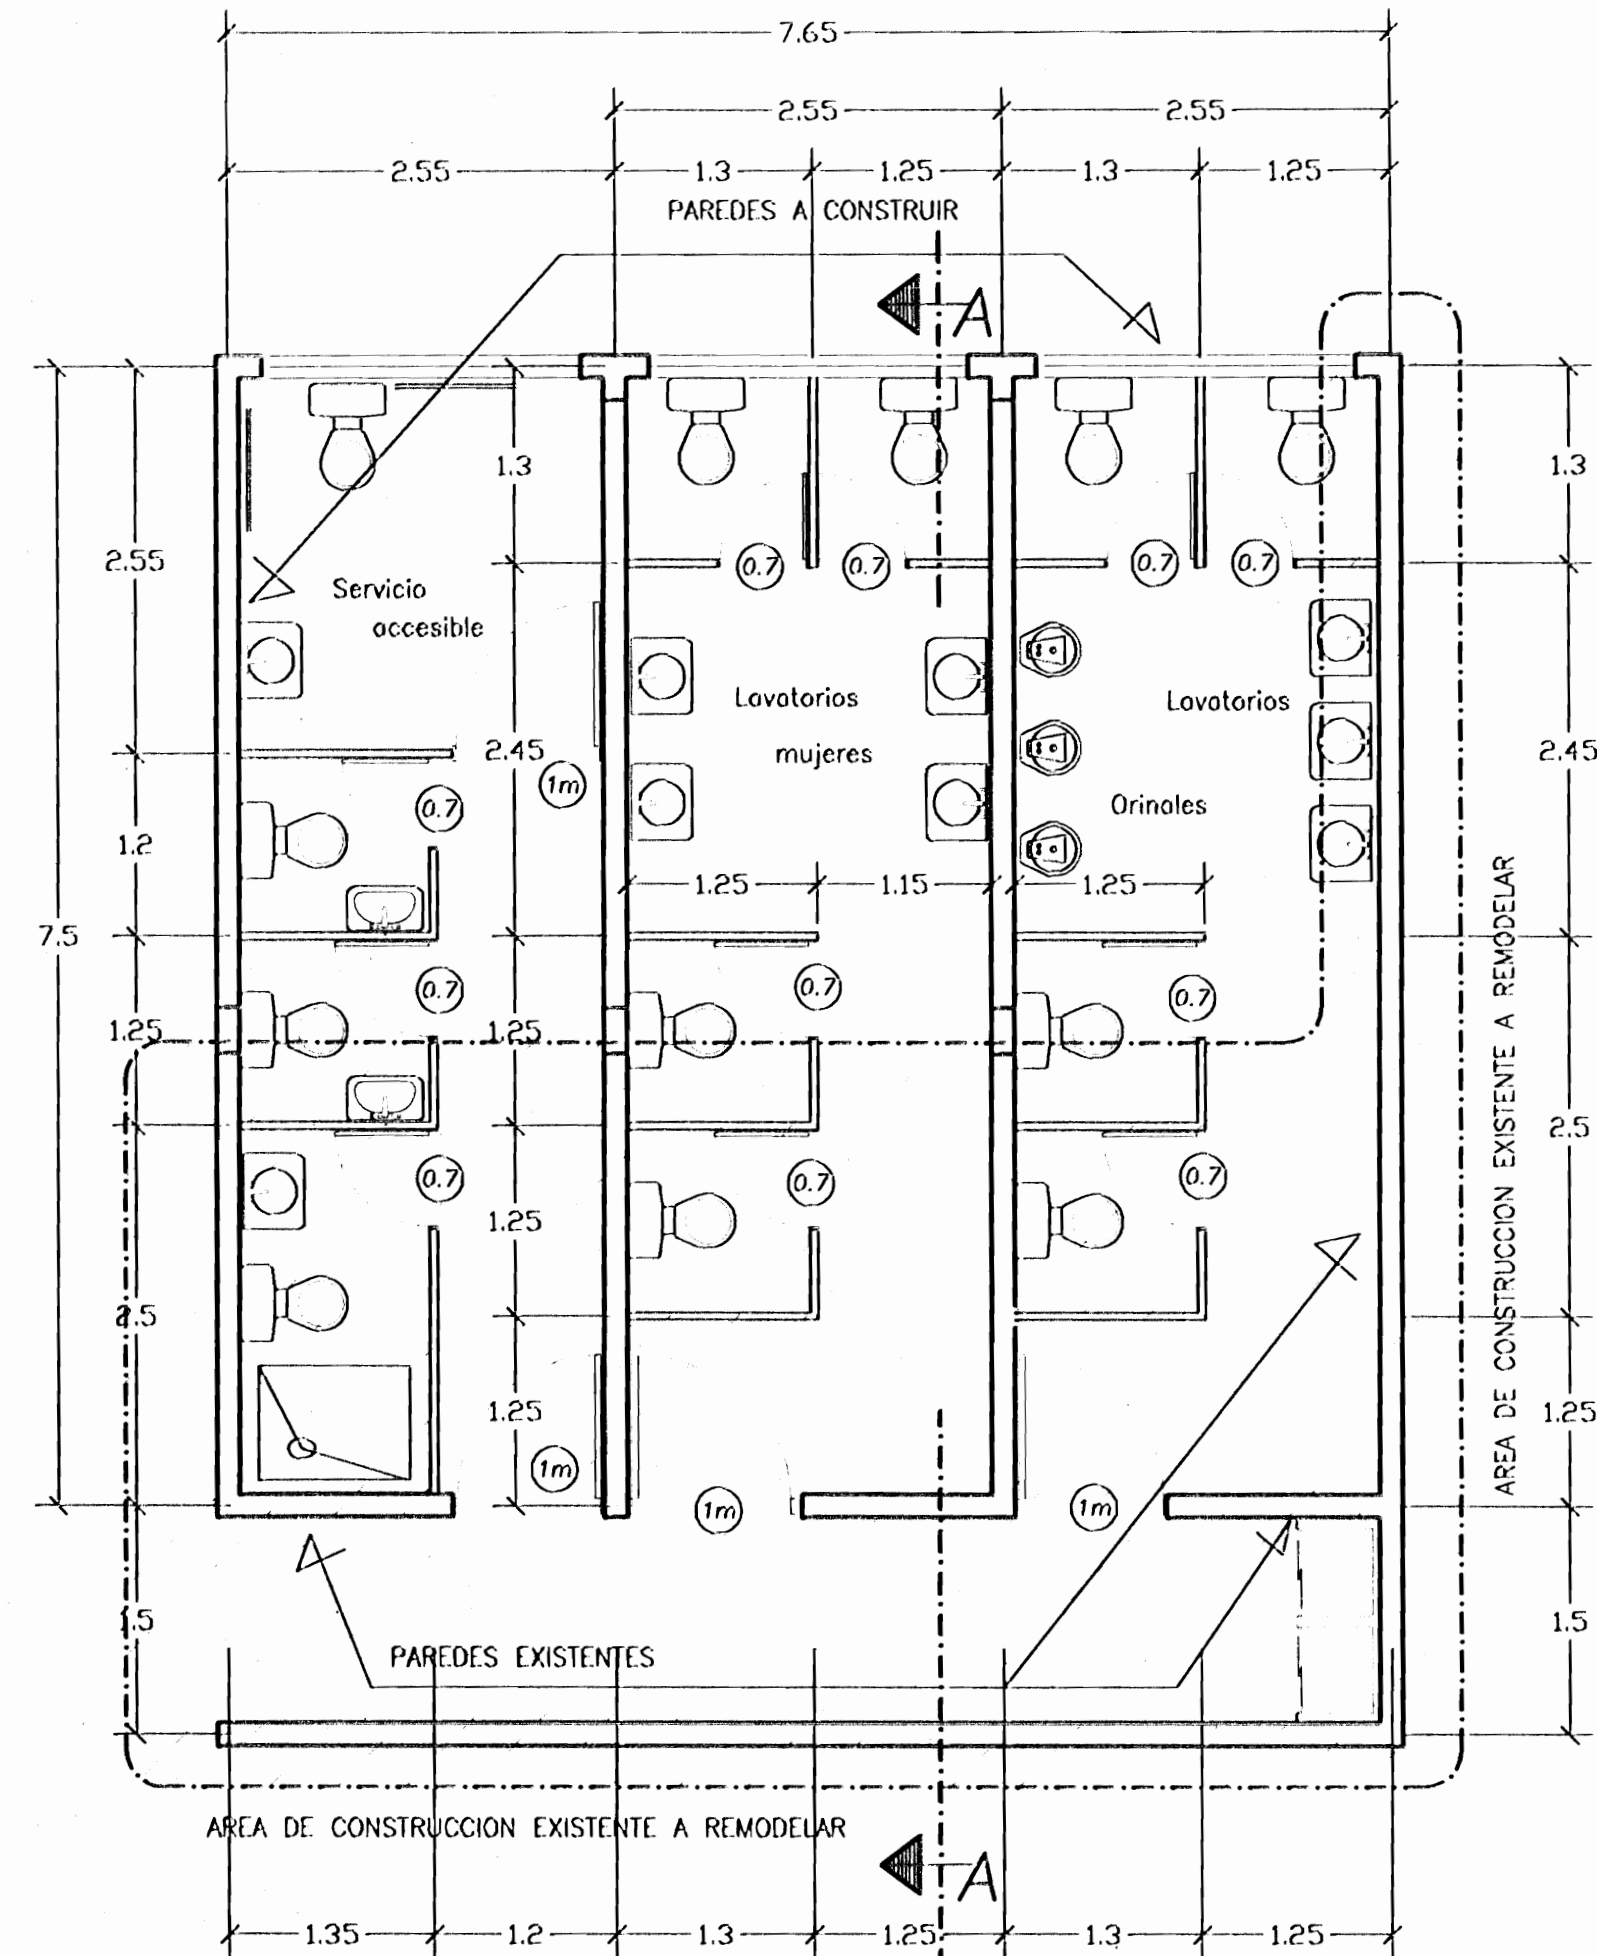 7.65
2.55 2.55
2.55 1.3 1.25 1.3 1.25
PAREDES A CONSTRUIR
A
1.3 1.3
2.55
0.7 0.7 0.7 0.7
Servicio
accesible
Lavatorios
mujeres
Lavatorios
2.45 2.45
1m
0.7
Orinales
1.2
1.25 1.15 1.25
7.5
0.7 0.7 0.7
1.25 1.25
AREA DE CONSTRUCCION EXISTENTE A REMODELAR
2.5
0.7 0.7 0.7
1.25
2.5
1.25 1.25
1m
1m 1m
1.5 1.5
PAREDES EXISTENTES
AREA DE CONSTRUCCION EXISTENTE A REMODELAR
A
1.35 1.2 1.3 1.25 1.3 1.25